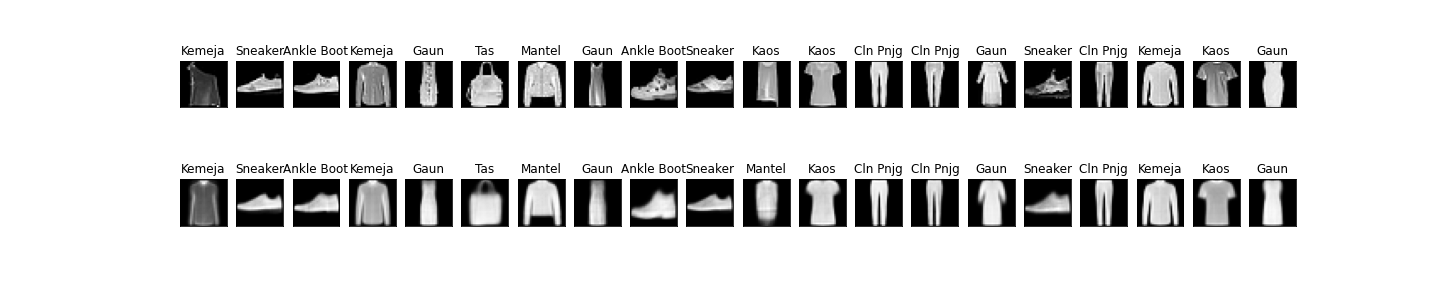 Kemeja Sneaker Ankle Boot Kemeja Gaun Tas Mantel Gaun Ankle Boot Sneaker Kaos Kaos Cln Pnjg Cln Pnjg Gaun Sneaker Cln Pnjg Kemeja Kaos Gaun
Kemeja Sneaker Ankle Boot Kemeja Gaun Tas Mantel Gaun Ankle Boot Sneaker Mantel Kaos Cln Pnjg Cln Pnjg Gaun Sneaker Cln Pnjg Kemeja Kaos Gaun